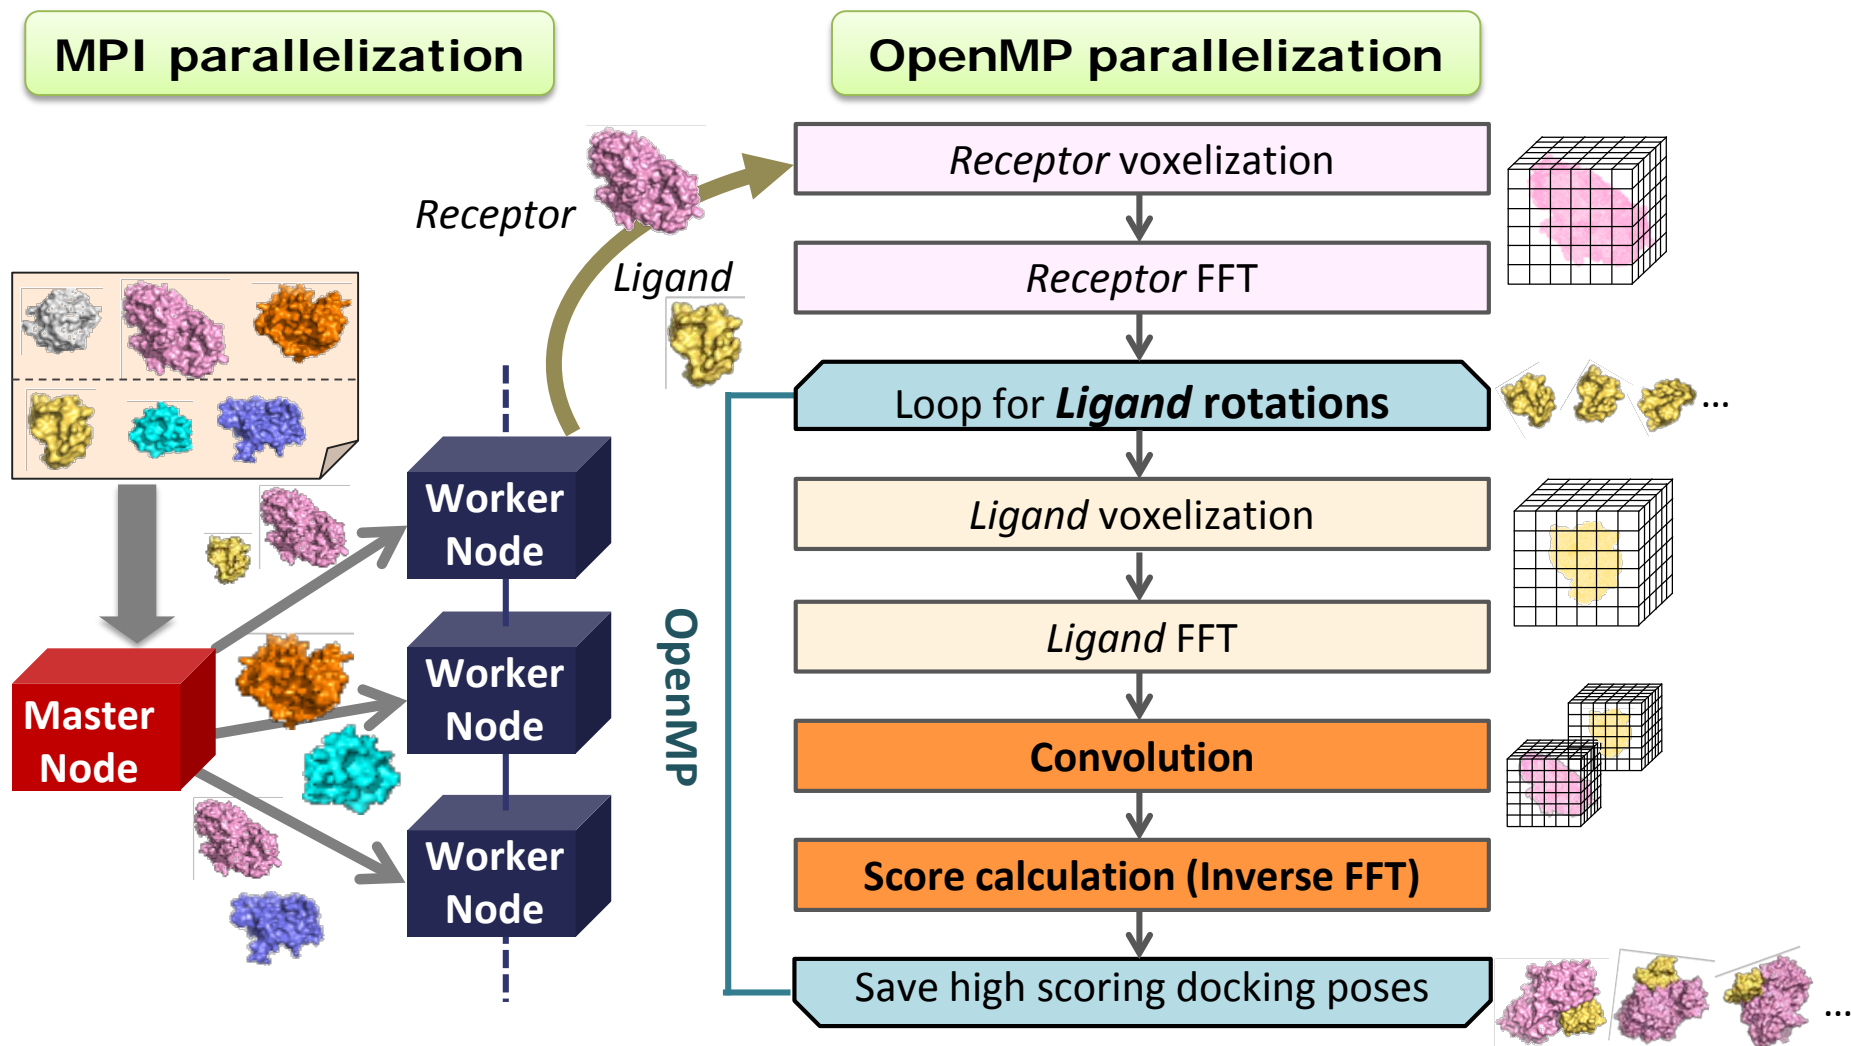 MPI parallelization
OpenMP parallelization
Receptor
Ligand
Master
Node
Worker
Node
Worker
Node
Worker
Node
OpenMP
Receptor voxelization
Receptor FFT
Loop for Ligand rotations
...
Ligand voxelization
Ligand FFT
Convolution
Score calculation (Inverse FFT)
Save high scoring docking poses
...